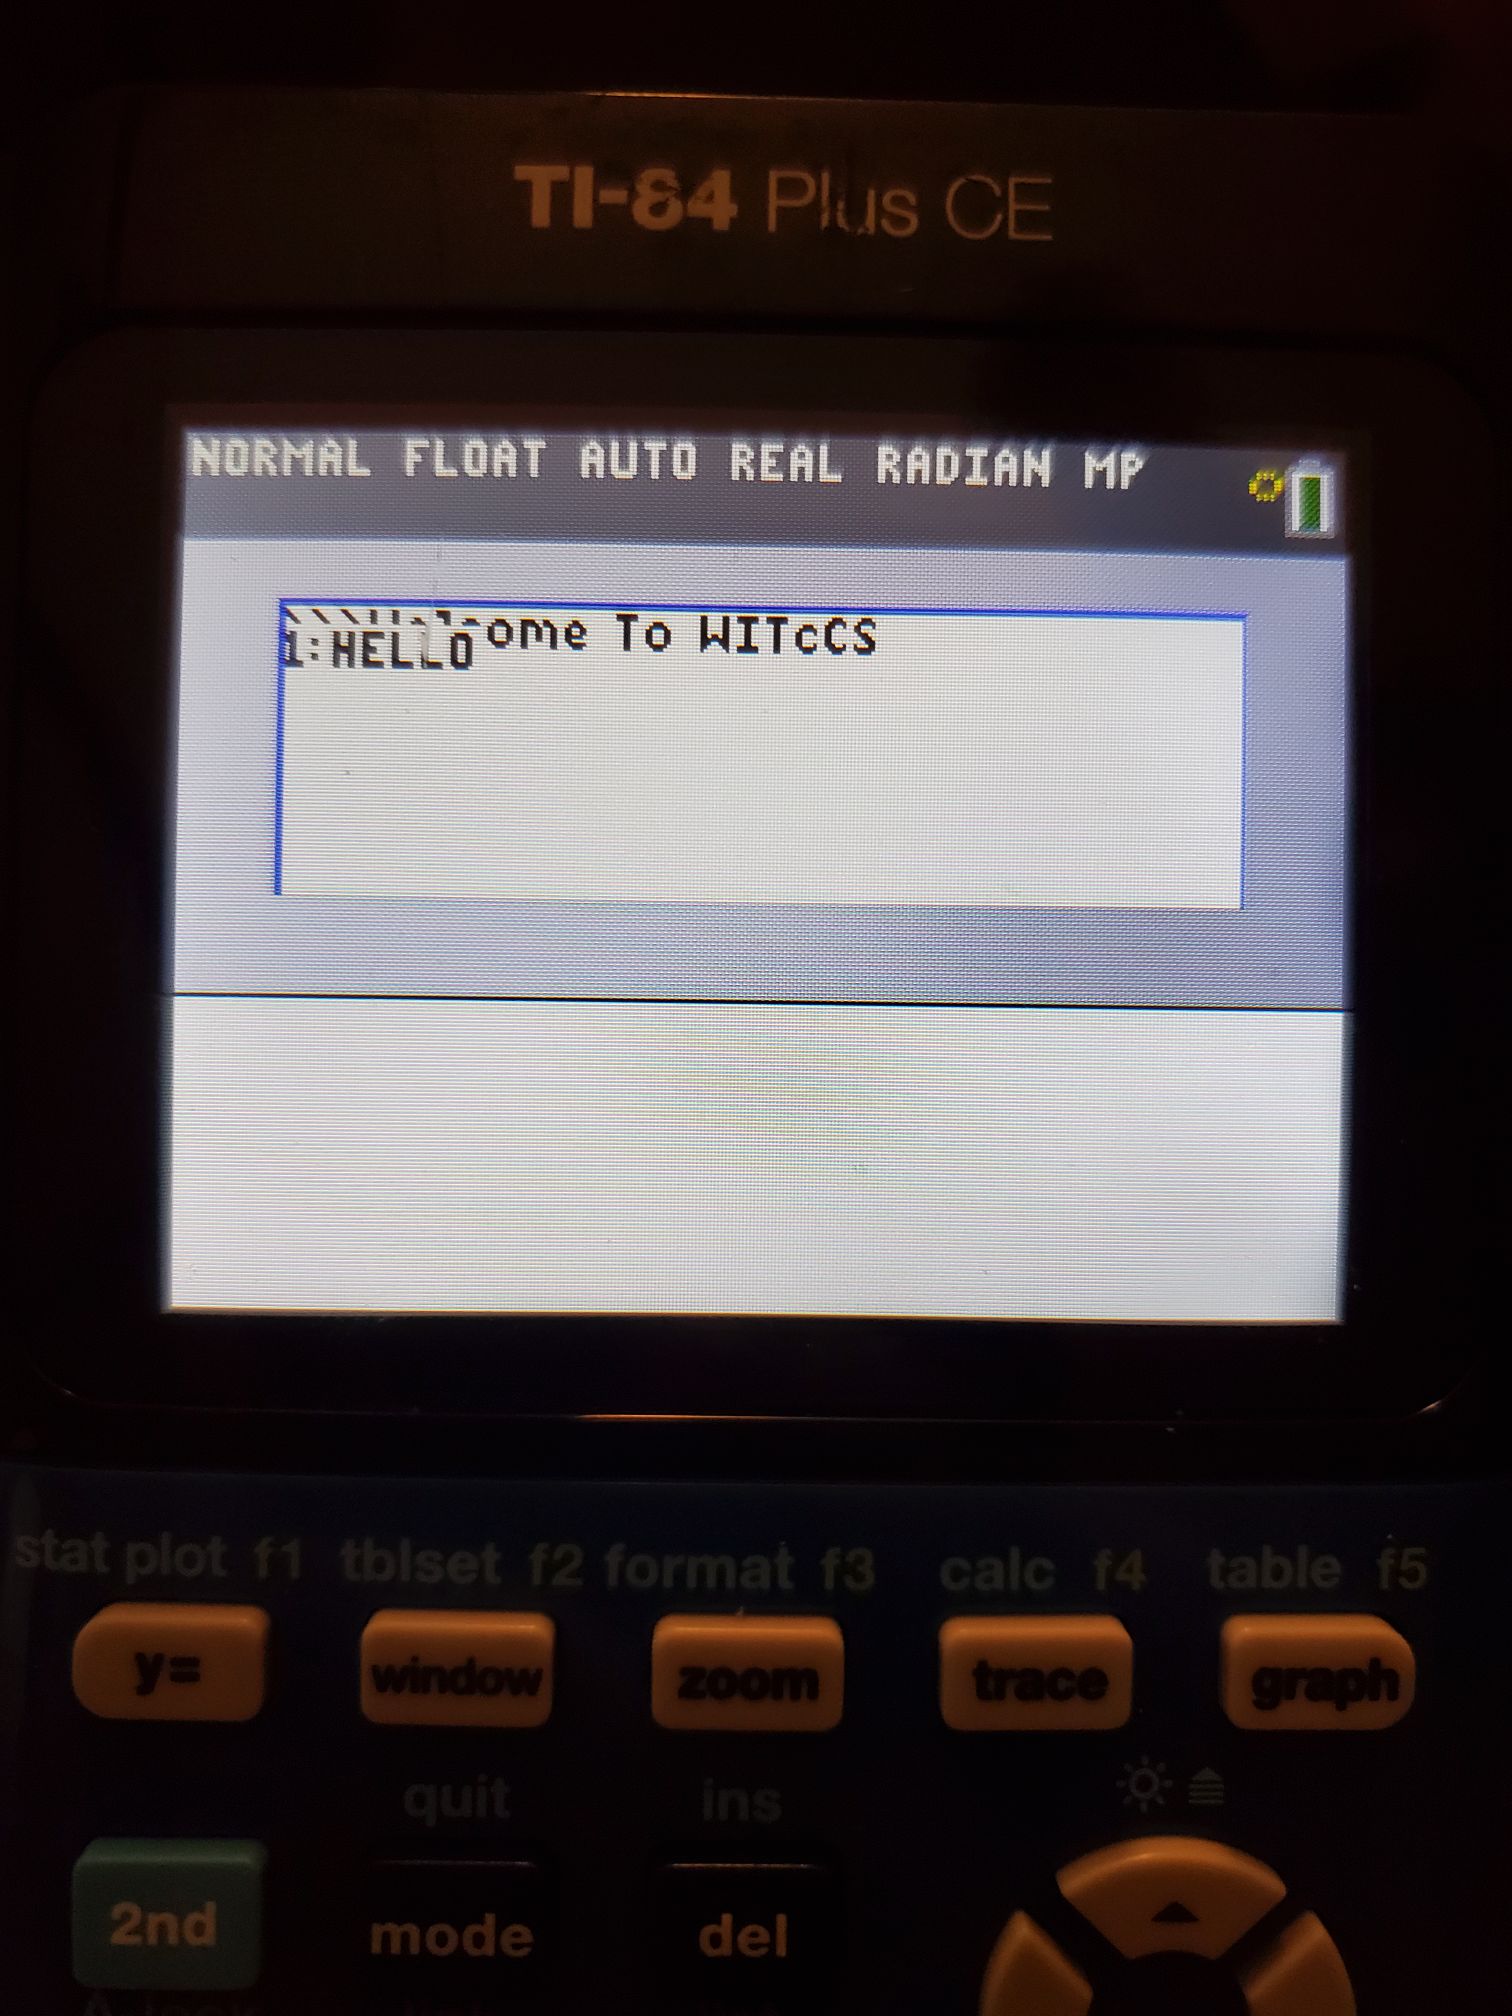 TI-84 Plus CE
NORMAL FLOAT AUTO REAL RADIAN MP
ome To WITcCS
1:HELLO
stat plot f1 tblset f2 format f3 calc f4 table f5
y= window zoom trace graph
quit ins
2nd mode del